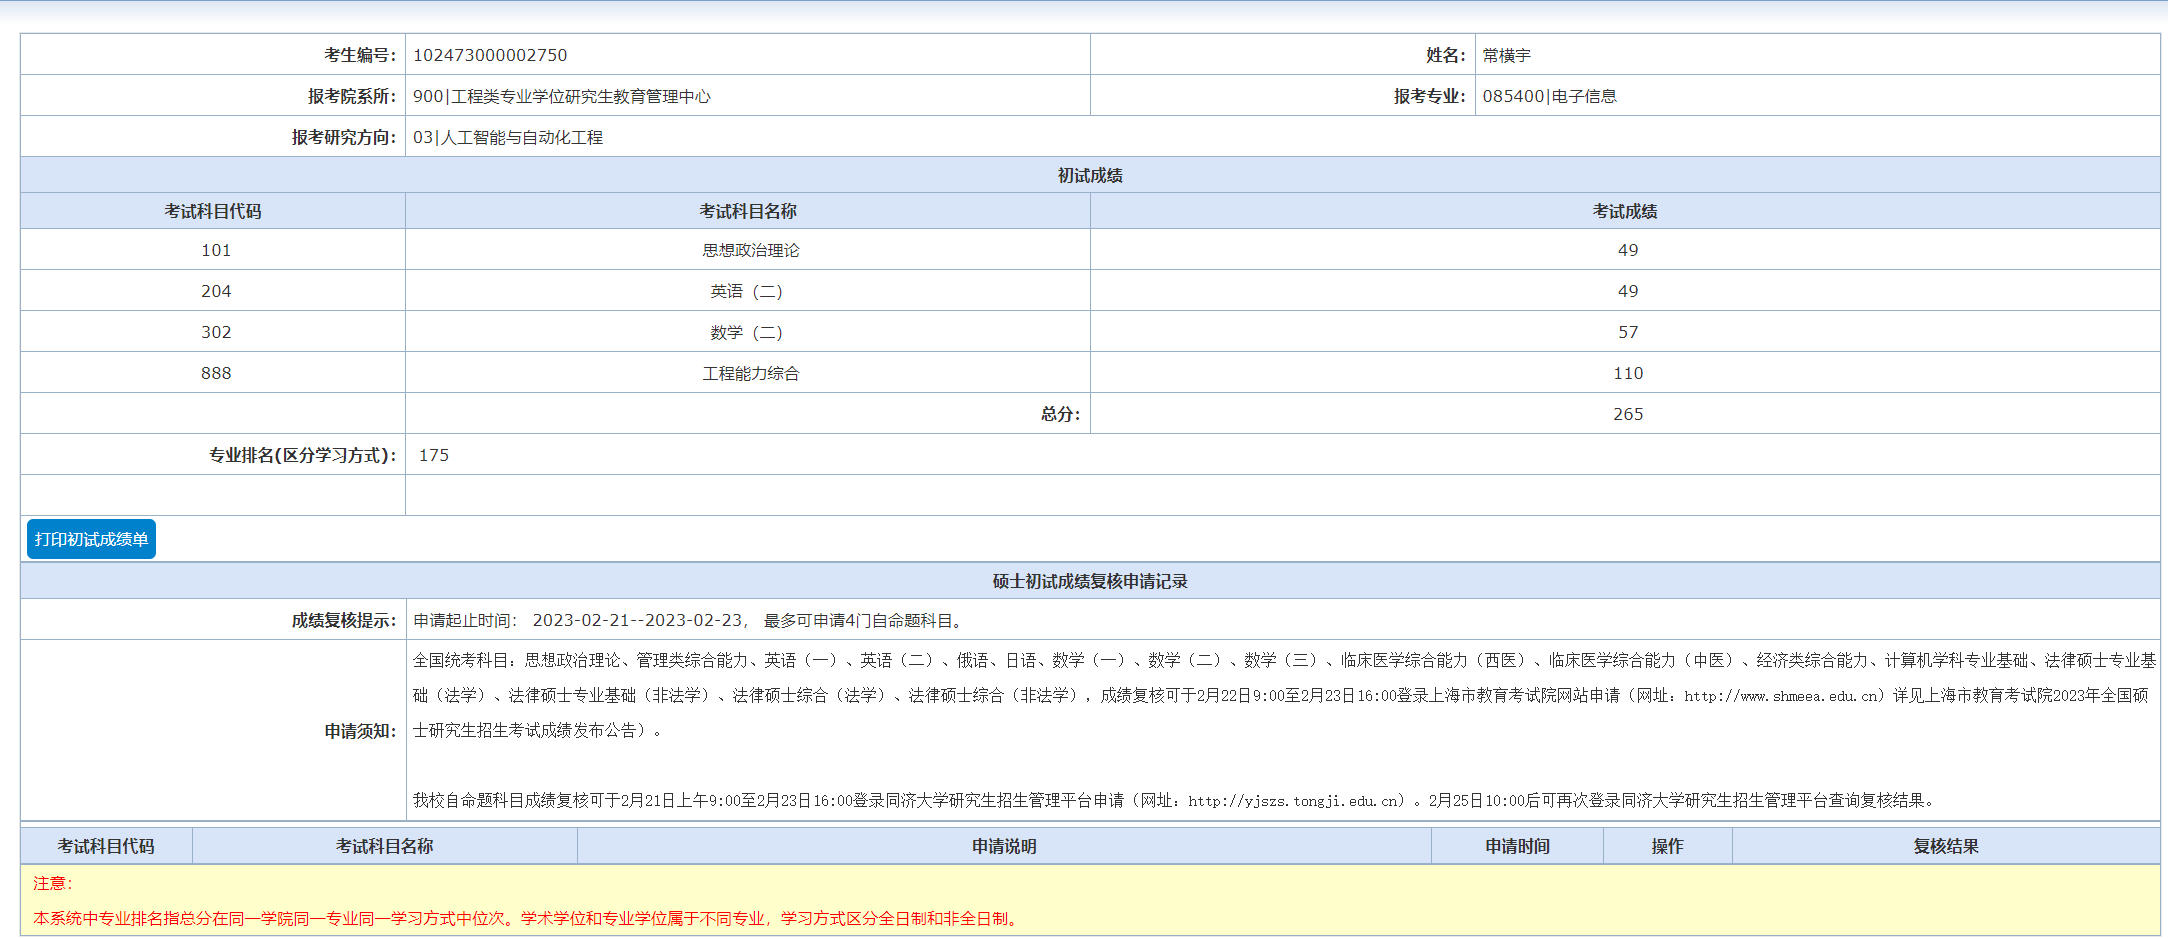 考生编号： 102473000002750 姓名： 常横宇
报考院系所： 900|工程类专业学位研究生教育管理中心 报考专业： 085400|电子信息
报考研究方向： 03|人工智能与自动化工程
初试成绩
考试科目代码 考试科目名称 考试成绩
101 思想政治理论 49
204 英语（二） 49
302 数学（二） 57
888 工程能力综合 110
总分： 265
专业排名(区分学习方式)： 175
打印初试成绩单
硕士初试成绩复核申请记录
成绩复核提示： 申请起止时间： 2023-02-21--2023-02-23， 最多可申请4门自命题科目。
申请须知：
全国统考科目：思想政治理论、管理类综合能力、英语（一）、英语（二）、俄语、日语、数学（一）、数学（二）、数学（三）、临床医学综合能力（西医）、临床医学综合能力（中医）、经济类综合能力、计算机学科专业基础、法律硕士专业基
础（法学）、法律硕士专业基础（非法学）、法律硕士综合（法学）、法律硕士综合（非法学），成绩复核可于2月22日9:00至2月23日16:00登录上海市教育考试院网站申请（网址：http://www.shmeea.edu.cn）详见上海市教育考试院2023年全国硕
士研究生招生考试成绩发布公告）。
我校自命题科目成绩复核可于2月21日上午9:00至2月23日16:00登录同济大学研究生招生管理平台申请（网址：http://yjszs.tongji.edu.cn）。2月25日10:00后可再次登录同济大学研究生招生管理平台查询复核结果。
考试科目代码 考试科目名称 申请说明 申请时间 操作 复核结果
注意：
本系统中专业排名指总分在同一学院同一专业同一学习方式中位次。学术学位和专业学位属于不同专业，学习方式区分全日制和非全日制。